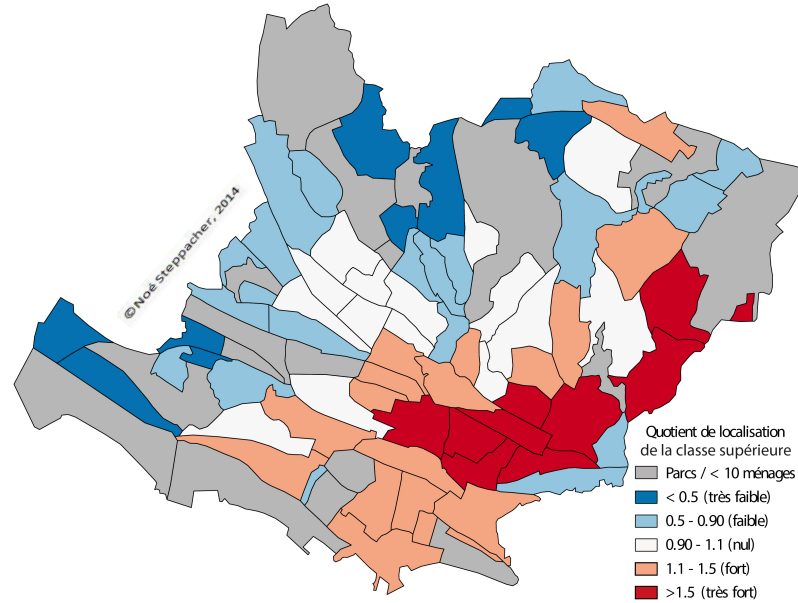 ©Noé Steppacher, 2014
Quotient de localisation
de la classe supérieure
Parcs / < 10 ménages
< 0.5 (très faible)
0.5 - 0.90 (faible)
0.90 - 1.1 (nul)
1.1 - 1.5 (fort)
>1.5 (très fort)